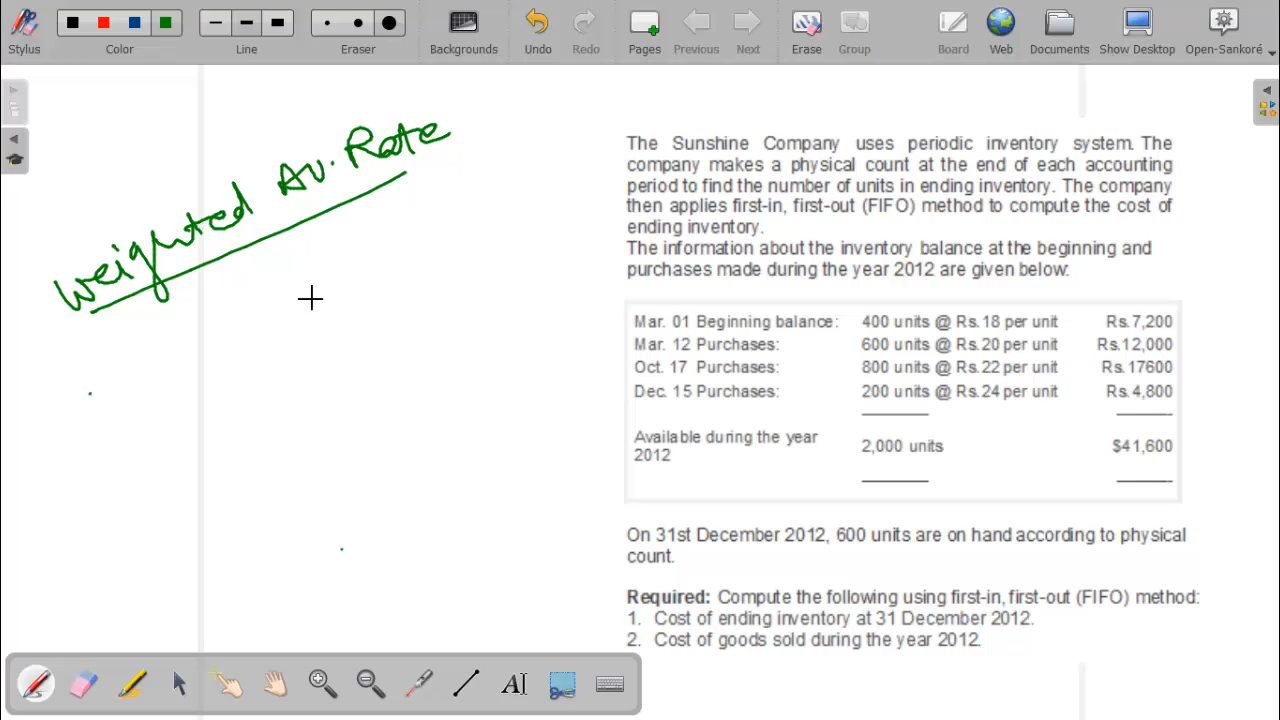 Stylus
Color
Line
Eraser
Backgrounds
Undo
Redo
Pages
Previous
Next
Erase
Group
Board
Web
Documents
Show Desktop
Open-Sankoré
Weighted Av. Rate
The Sunshine Company uses periodic inventory system. The
company makes a physical count at the end of each accounting
period to find the number of units in ending inventory. The company
then applies first-in, first-out (FIFO) method to compute the cost of
ending inventory.
The information about the inventory balance at the beginning and
purchases made during the year 2012 are given below:
Mar. 01 Beginning balance: 400 units @ Rs.18 per unit Rs.7,200
Mar. 12 Purchases: 600 units @ Rs.20 per unit Rs.12,000
Oct. 17 Purchases: 800 units @ Rs.22 per unit Rs.17600
Dec. 15 Purchases: 200 units @ Rs.24 per unit Rs.4,800
Available during the year
2012 2,000 units $41,600
On 31st December 2012, 600 units are on hand according to physical
count.
Required: Compute the following using first-in, first-out (FIFO) method:
1. Cost of ending inventory at 31 December 2012.
2. Cost of goods sold during the year 2012.
AI